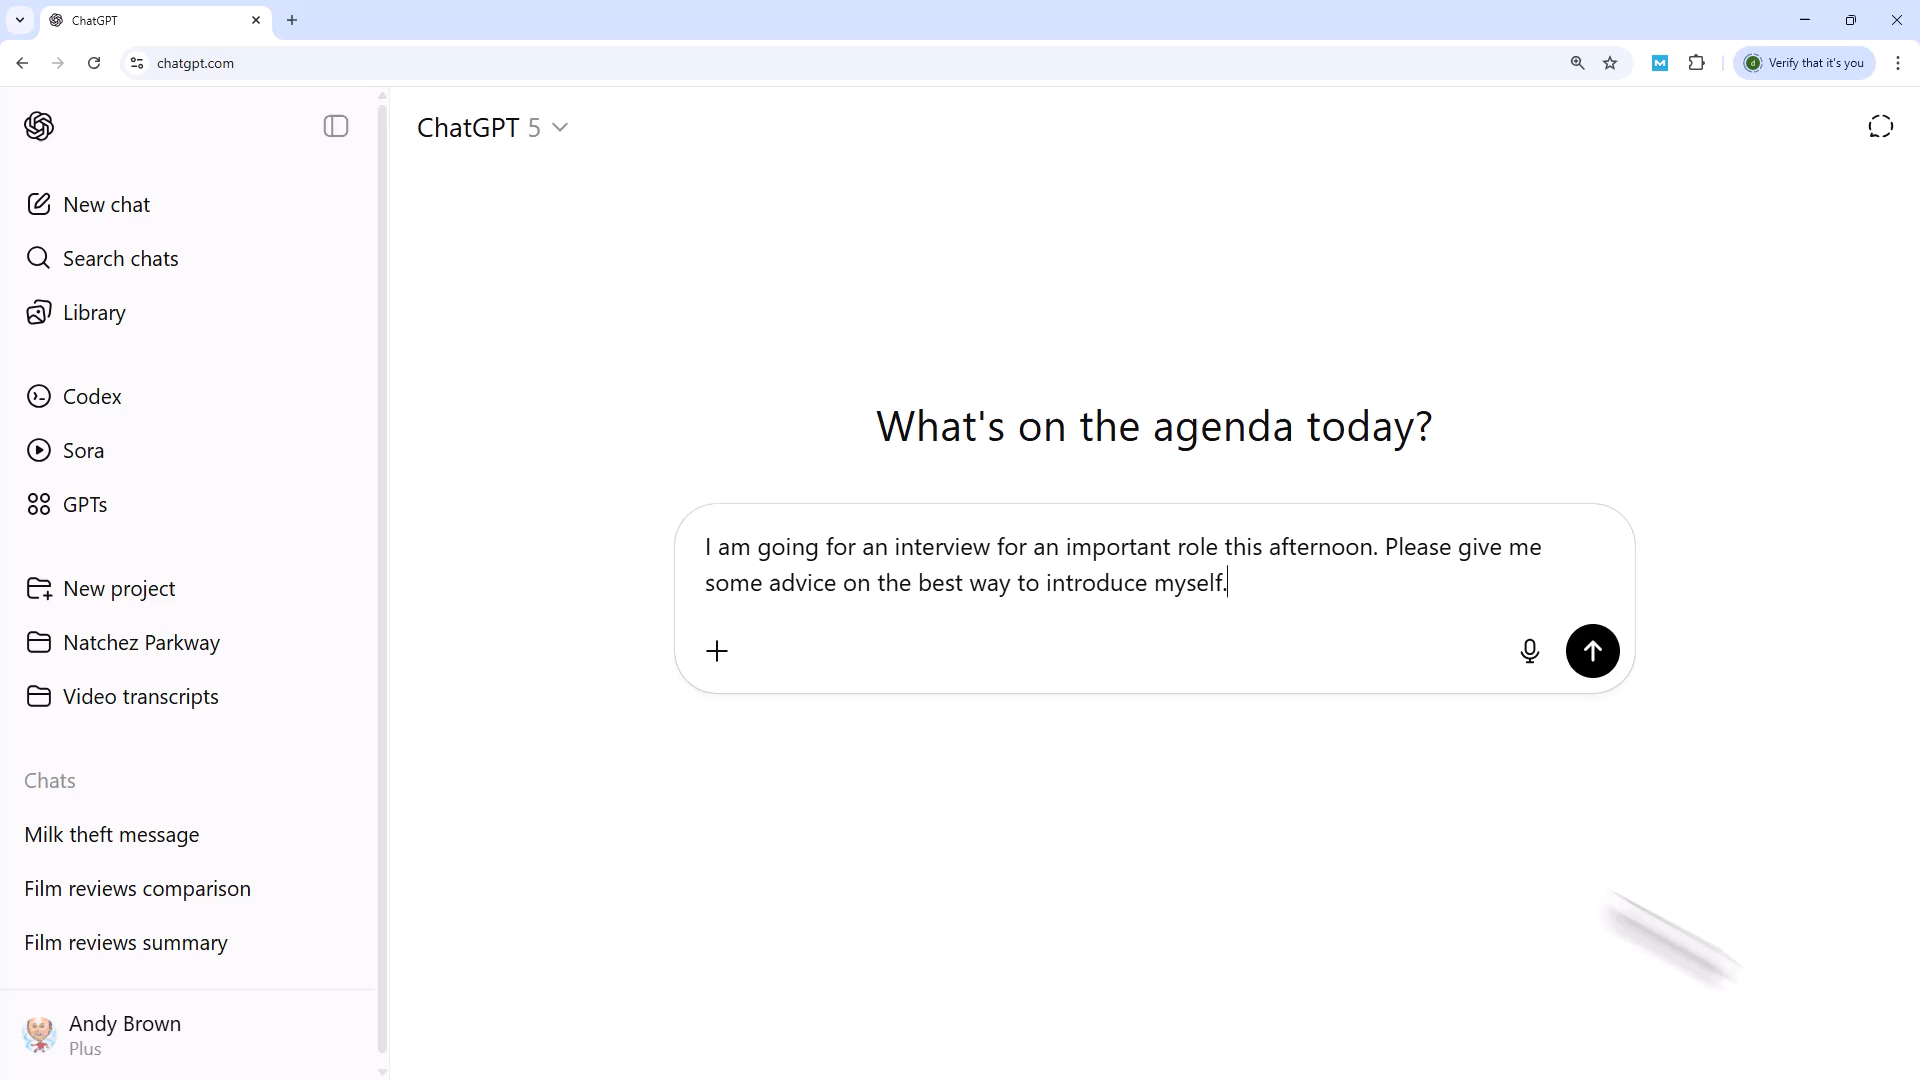 ChatGPT
chatgpt.com
Verify that it's you
ChatGPT 5
New chat
Search chats
Library
Codex
Sora
GPTs
New project
Natchez Parkway
Video transcripts
Chats
Milk theft message
Film reviews comparison
Film reviews summary
Andy Brown
Plus
What's on the agenda today?
I am going for an interview for an important role this afternoon. Please give me
some advice on the best way to introduce myself.